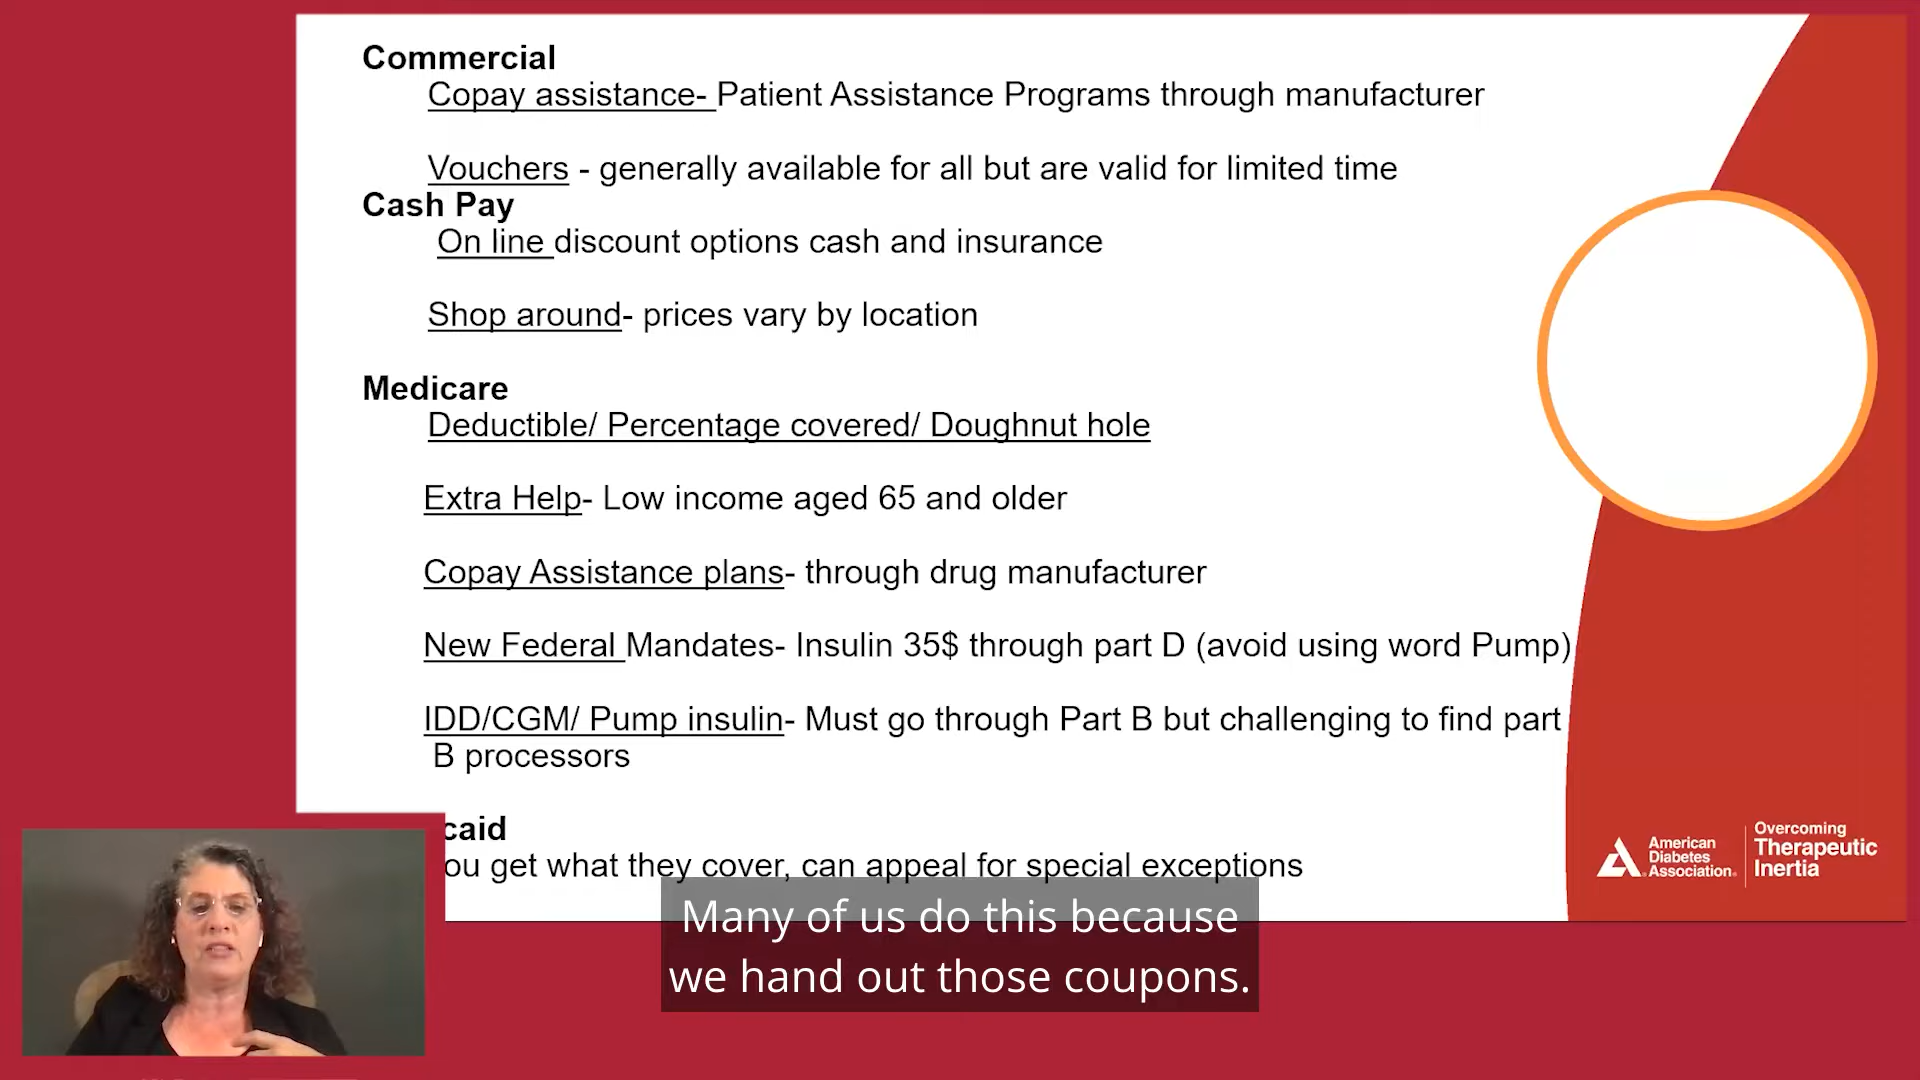 Commercial
Copay assistance- Patient Assistance Programs through manufacturer
Vouchers - generally available for all but are valid for limited time
Cash Pay
On line discount options cash and insurance
Shop around- prices vary by location
Medicare
Deductible/ Percentage covered/ Doughnut hole
Extra Help- Low income aged 65 and older
Copay Assistance plans- through drug manufacturer
New Federal Mandates- Insulin 35$ through part D (avoid using word Pump)
IDD/CGM/ Pump insulin- Must go through Part B but challenging to find part
B processors
caid
ou get what they cover, can appeal for special exceptions
American
Diabetes
Association®
Overcoming
Therapeutic
Inertia
Many of us do this because
we hand out those coupons.